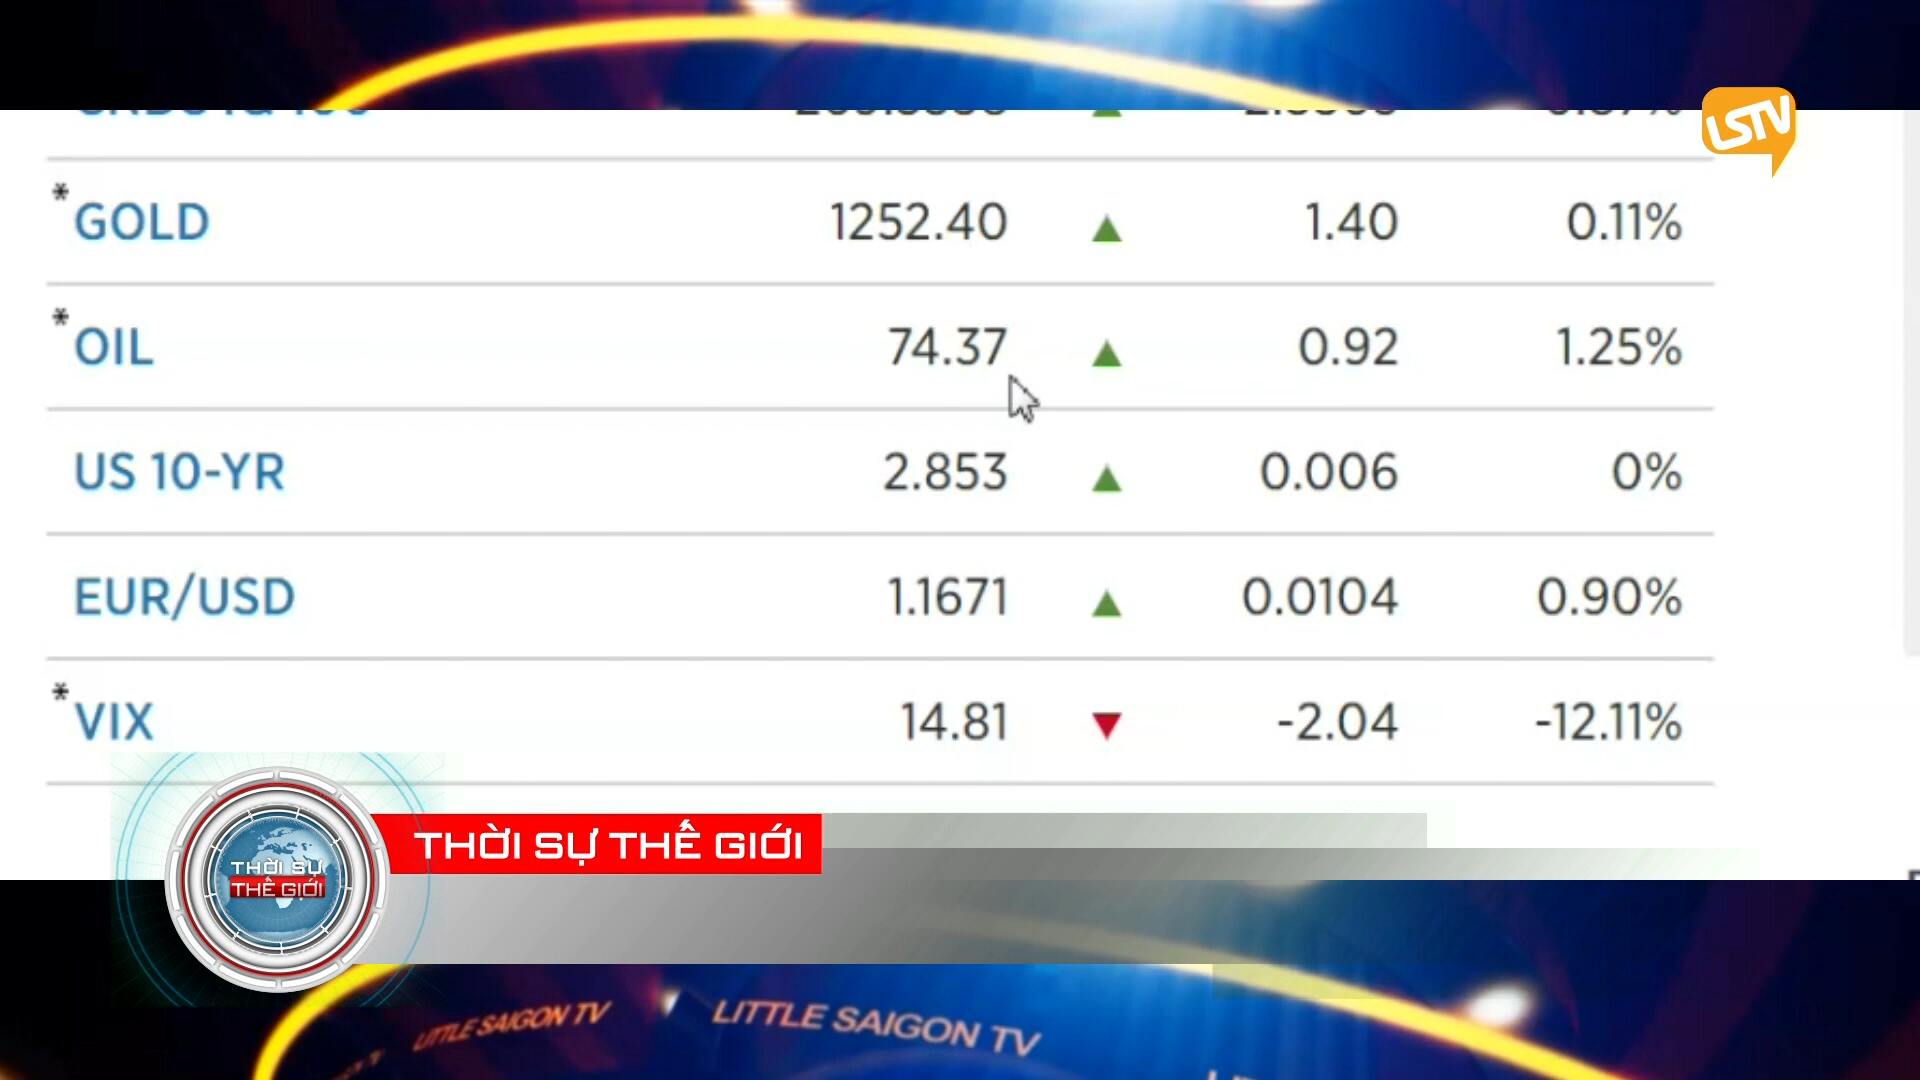 LSTV
* GOLD 1252.40 ▲ 1.40 0.11%
* OIL 74.37 ▲ 0.92 1.25%
US 10-YR 2.853 ▲ 0.006 0%
EUR/USD 1.1671 ▲ 0.0104 0.90%
* VIX 14.81 ▼ -2.04 -12.11%
THỜI SỰ THẾ GIỚI
THỜI SỰ
THẾ GIỚI
LITTLE SAIGON TV
LITTLE SAIGON TV